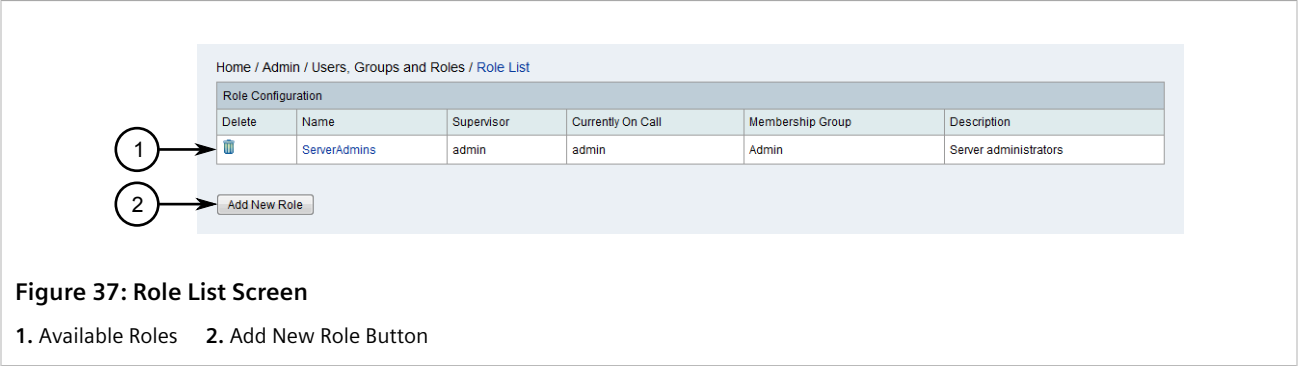 Home / Admin / Users, Groups and Roles / Role List
Role Configuration
Delete Name Supervisor Currently On Call Membership Group Description
1 ServerAdmins admin admin Admin Server administrators
2 Add New Role
Figure 37: Role List Screen
1. Available Roles 2. Add New Role Button